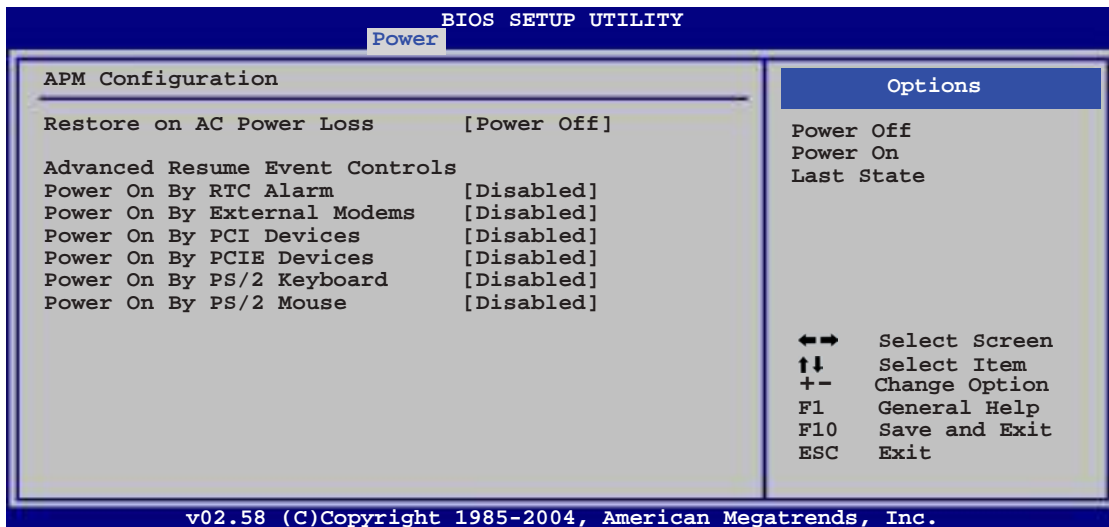 BIOS SETUP UTILITY
Power
APM Configuration
Restore on AC Power Loss [Power Off]
Advanced Resume Event Controls
Power On By RTC Alarm [Disabled]
Power On By External Modems [Disabled]
Power On By PCI Devices [Disabled]
Power On By PCIE Devices [Disabled]
Power On By PS/2 Keyboard [Disabled]
Power On By PS/2 Mouse [Disabled]
Options
Power Off
Power On
Last State
←→ Select Screen
↑↓ Select Item
+- Change Option
F1 General Help
F10 Save and Exit
ESC Exit
v02.58 (C)Copyright 1985-2004, American Megatrends, Inc.